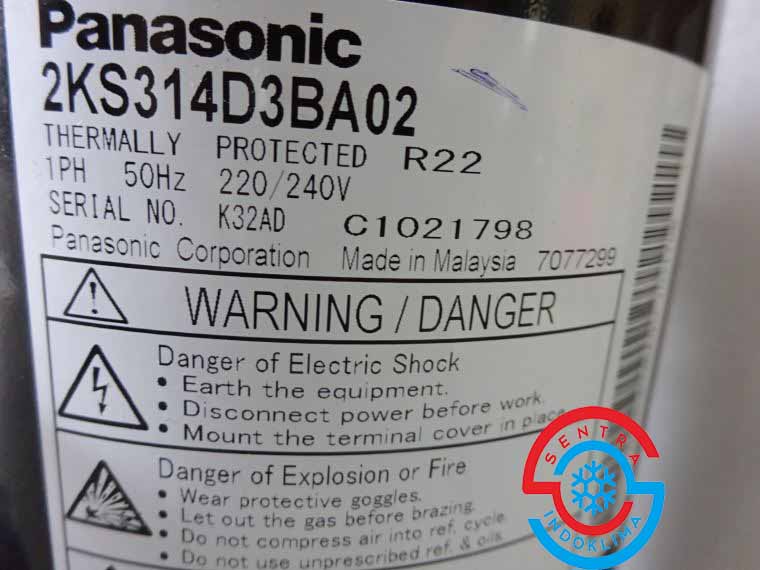 Panasonic
2KS314D3BA02
THERMALLY PROTECTED R22
1PH 50Hz 220/240V
SERIAL NO. K32AD C1021798
Panasonic Corporation Made in Malaysia 7077299
WARNING / DANGER
Danger of Electric Shock
• Earth the equipment.
• Disconnect power before work.
• Mount the terminal cover in place
Danger of Explosion or Fire
• Wear protective goggles.
• Let out the gas before brazing.
• Do not compress air into ref. cycle.
• Do not use unprescribed ref. & oils.
SENTRA
INDOKLIMA